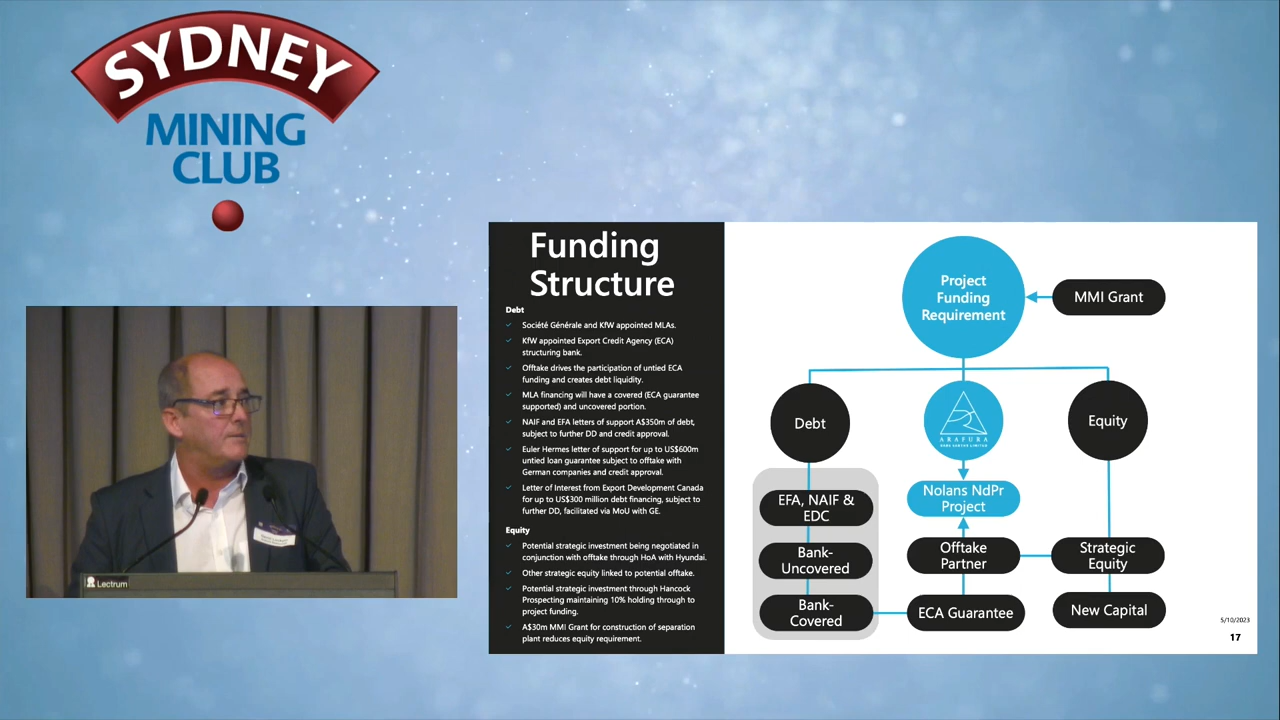 SYDNEY
MINING
CLUB
Lectrum
Funding
Structure
Debt
Société Générale and KfW appointed MLAs.
KfW appointed Export Credit Agency (ECA)
structuring bank.
Offtake drives the participation of untied ECA
funding and creates debt liquidity.
MLA financing will have a covered (ECA guarantee
supported) and uncovered portion.
NAIF and EFA letters of support A$350m of debt,
subject to further DD and credit approval.
Euler Hermes letter of support for up to US$600m
untied loan guarantee subject to offtake with
German companies and credit approval.
Letter of Interest from Export Development Canada
for up to US$300 million debt financing, subject to
further DD, facilitated via MoU with GE.
Equity
Potential strategic investment being negotiated in
conjunction with offtake through HoA with Hyundai.
Other strategic equity linked to potential offtake.
Potential strategic investment through Hancock
Prospecting maintaining 10% holding through to
project funding.
A$30m MMI Grant for construction of separation
plant reduces equity requirement.
Project
Funding
Requirement
MMI Grant
Debt
ARAFURA
RARE EARTHS LIMITED
Equity
EFA, NAIF &
EDC
Bank-
Uncovered
Bank-
Covered
Nolans NdPr
Project
Offtake
Partner
ECA Guarantee
Strategic
Equity
New Capital
5/10/2023
17